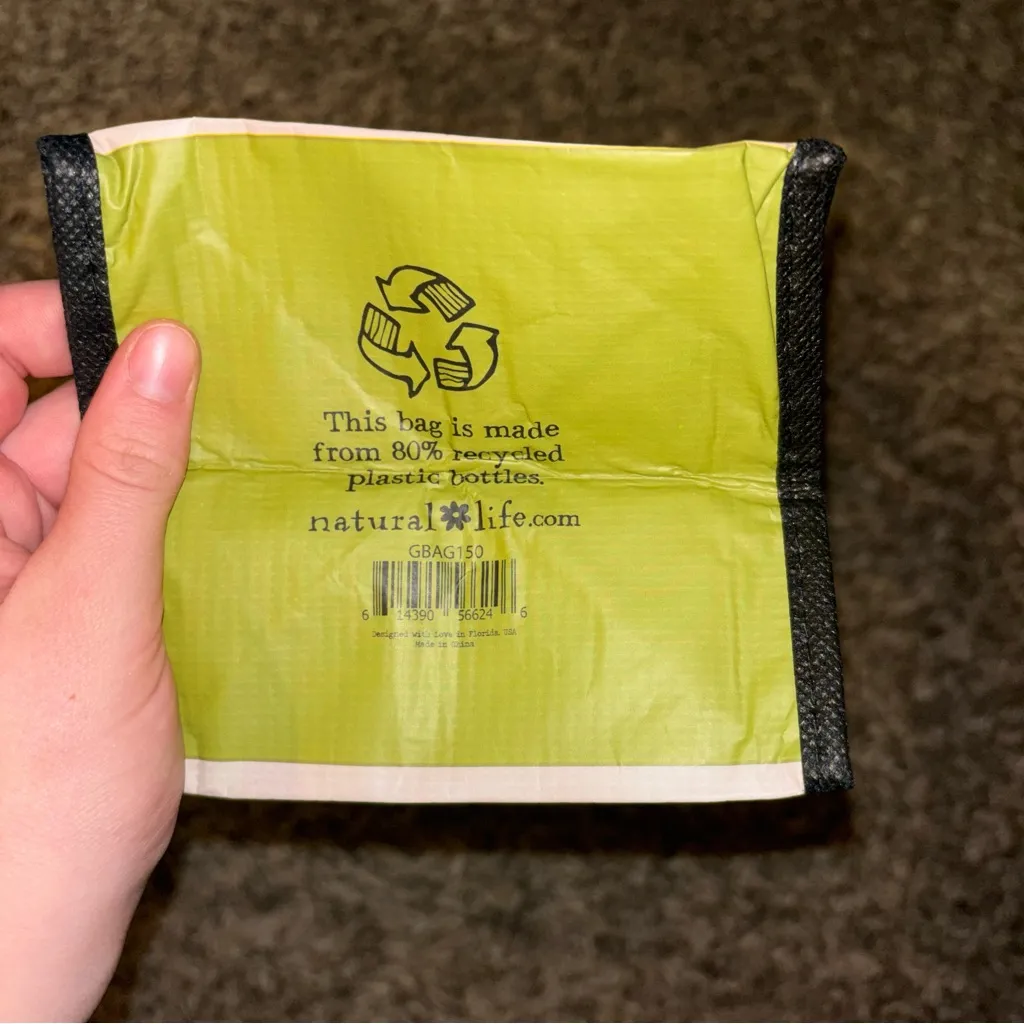 This bag is made
from 80% recycled
plastic bottles.
natural life.com
GBAG150
6 14390 56624 6
Designed with Love in Florida, USA
Made in China